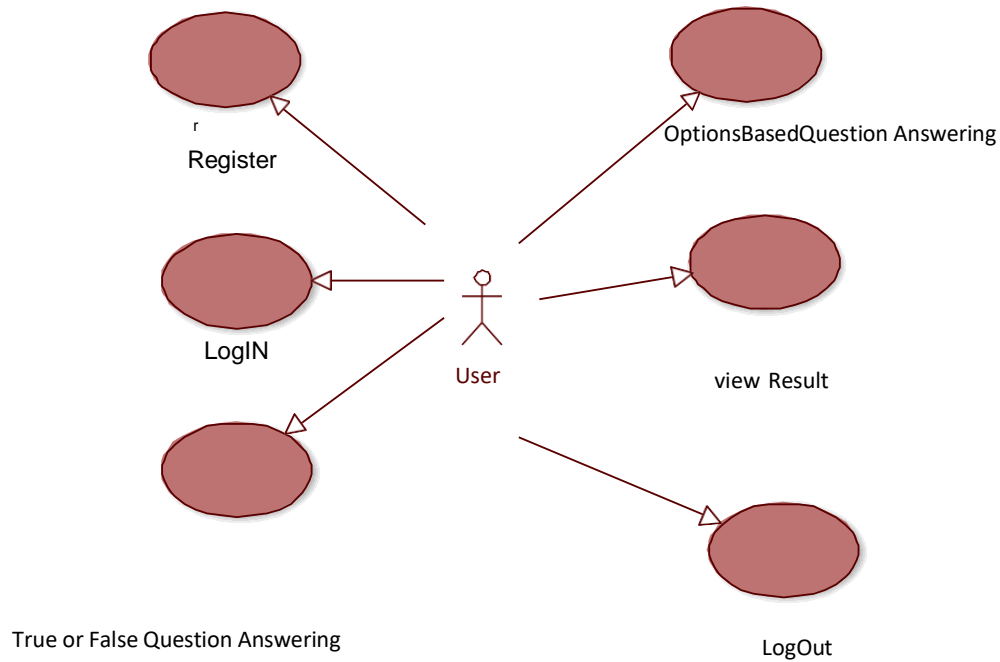 r
Register
OptionsBasedQuestion Answering
LogIN
User
view Result
True or False Question Answering
LogOut